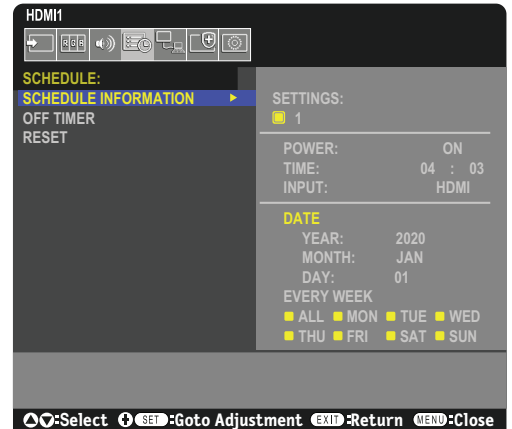 HDMI1
RGB
SCHEDULE:
SCHEDULE INFORMATION
OFF TIMER
RESET
SETTINGS:
1
POWER: ON
TIME: 04 : 03
INPUT: HDMI
DATE
YEAR: 2020
MONTH: JAN
DAY: 01
EVERY WEEK
ALL MON TUE WED
THU FRI SAT SUN
:Select SET :Goto Adjustment EXIT :Return MENU :Close